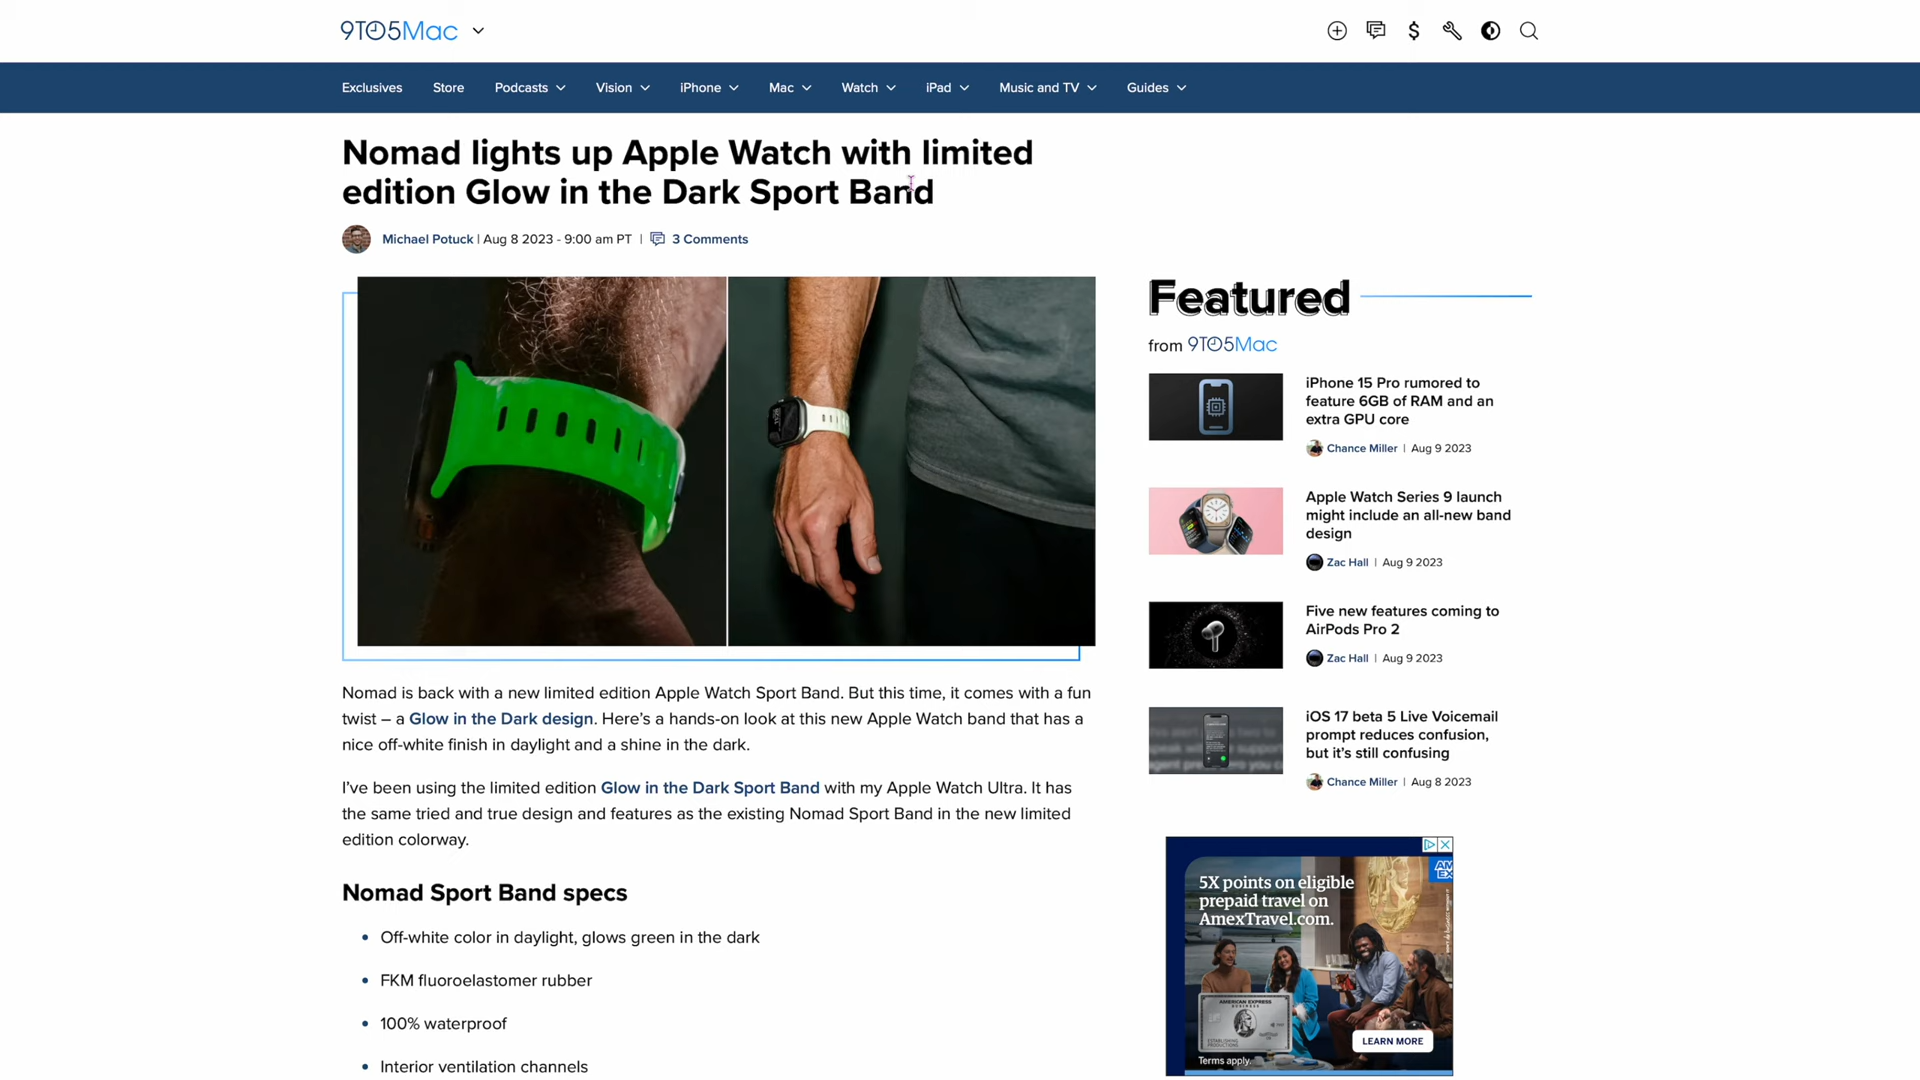 9TO5Mac
Exclusives
Store
Podcasts
Vision
iPhone
Mac
Watch
iPad
Music and TV
Guides
Nomad lights up Apple Watch with limited
edition Glow in the Dark Sport Band
Michael Potuck | Aug 8 2023 - 9:00 am PT | 3 Comments
Nomad is back with a new limited edition Apple Watch Sport Band. But this time, it comes with a fun
twist – a Glow in the Dark design. Here’s a hands-on look at this new Apple Watch band that has a
nice off-white finish in daylight and a shine in the dark.
I’ve been using the limited edition Glow in the Dark Sport Band with my Apple Watch Ultra. It has
the same tried and true design and features as the existing Nomad Sport Band in the new limited
edition colorway.
Nomad Sport Band specs
• Off-white color in daylight, glows green in the dark
• FKM fluoroelastomer rubber
• 100% waterproof
• Interior ventilation channels
Featured
from 9TO5Mac
iPhone 15 Pro rumored to
feature 6GB of RAM and an
extra GPU core
Chance Miller | Aug 9 2023
Apple Watch Series 9 launch
might include an all-new band
design
Zac Hall | Aug 9 2023
Five new features coming to
AirPods Pro 2
Zac Hall | Aug 9 2023
iOS 17 beta 5 Live Voicemail
prompt reduces confusion,
but it’s still confusing
Chance Miller | Aug 8 2023
5X points on eligible
prepaid travel on
AmexTravel.com.
AM
EX
AMERICAN EXPRESS
LEARN MORE
Terms apply.